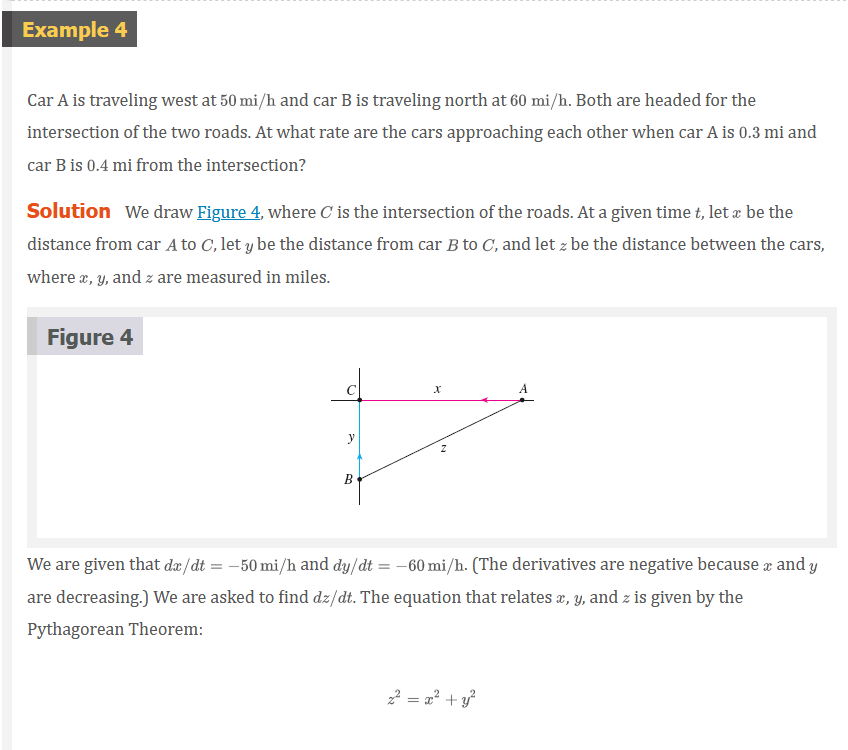 Example 4
Car A is traveling west at 50 mi/h and car B is traveling north at 60 mi/h. Both are headed for the
intersection of the two roads. At what rate are the cars approaching each other when car A is 0.3 mi and
car B is 0.4 mi from the intersection?
Solution We draw Figure 4, where C is the intersection of the roads. At a given time t, let x be the
distance from car A to C, let y be the distance from car B to C, and let z be the distance between the cars,
where x, y, and z are measured in miles.
Figure 4
C x A
y z
B
We are given that dx/dt = −50 mi/h and dy/dt = −60 mi/h. (The derivatives are negative because x and y
are decreasing.) We are asked to find dz/dt. The equation that relates x, y, and z is given by the
Pythagorean Theorem:
z² = x² + y²